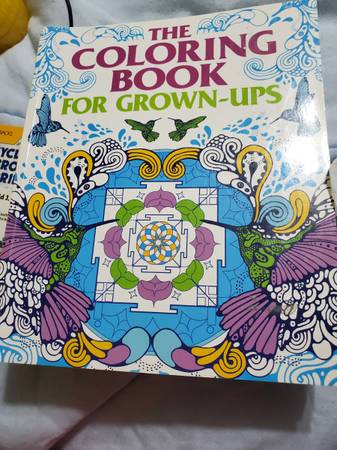 THE
COLORING
BOOK
FOR GROWN-UPS